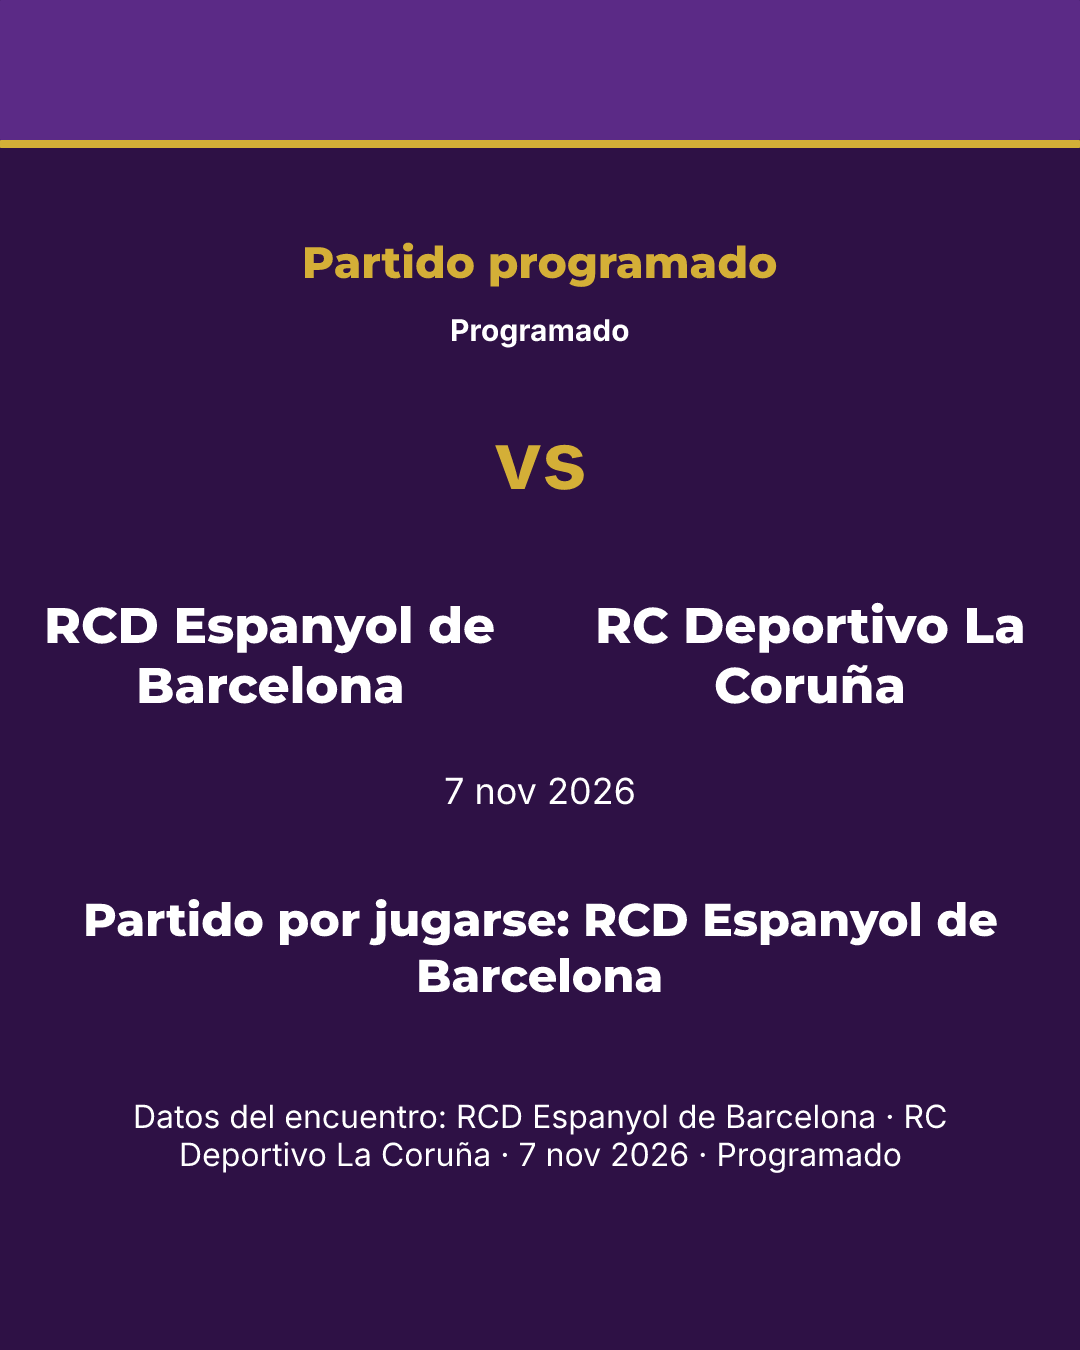 Partido programado
Programado
vs
RCD Espanyol de
Barcelona
RC Deportivo La
Coruña
7 nov 2026
Partido por jugarse: RCD Espanyol de
Barcelona
Datos del encuentro: RCD Espanyol de Barcelona · RC
Deportivo La Coruña · 7 nov 2026 · Programado